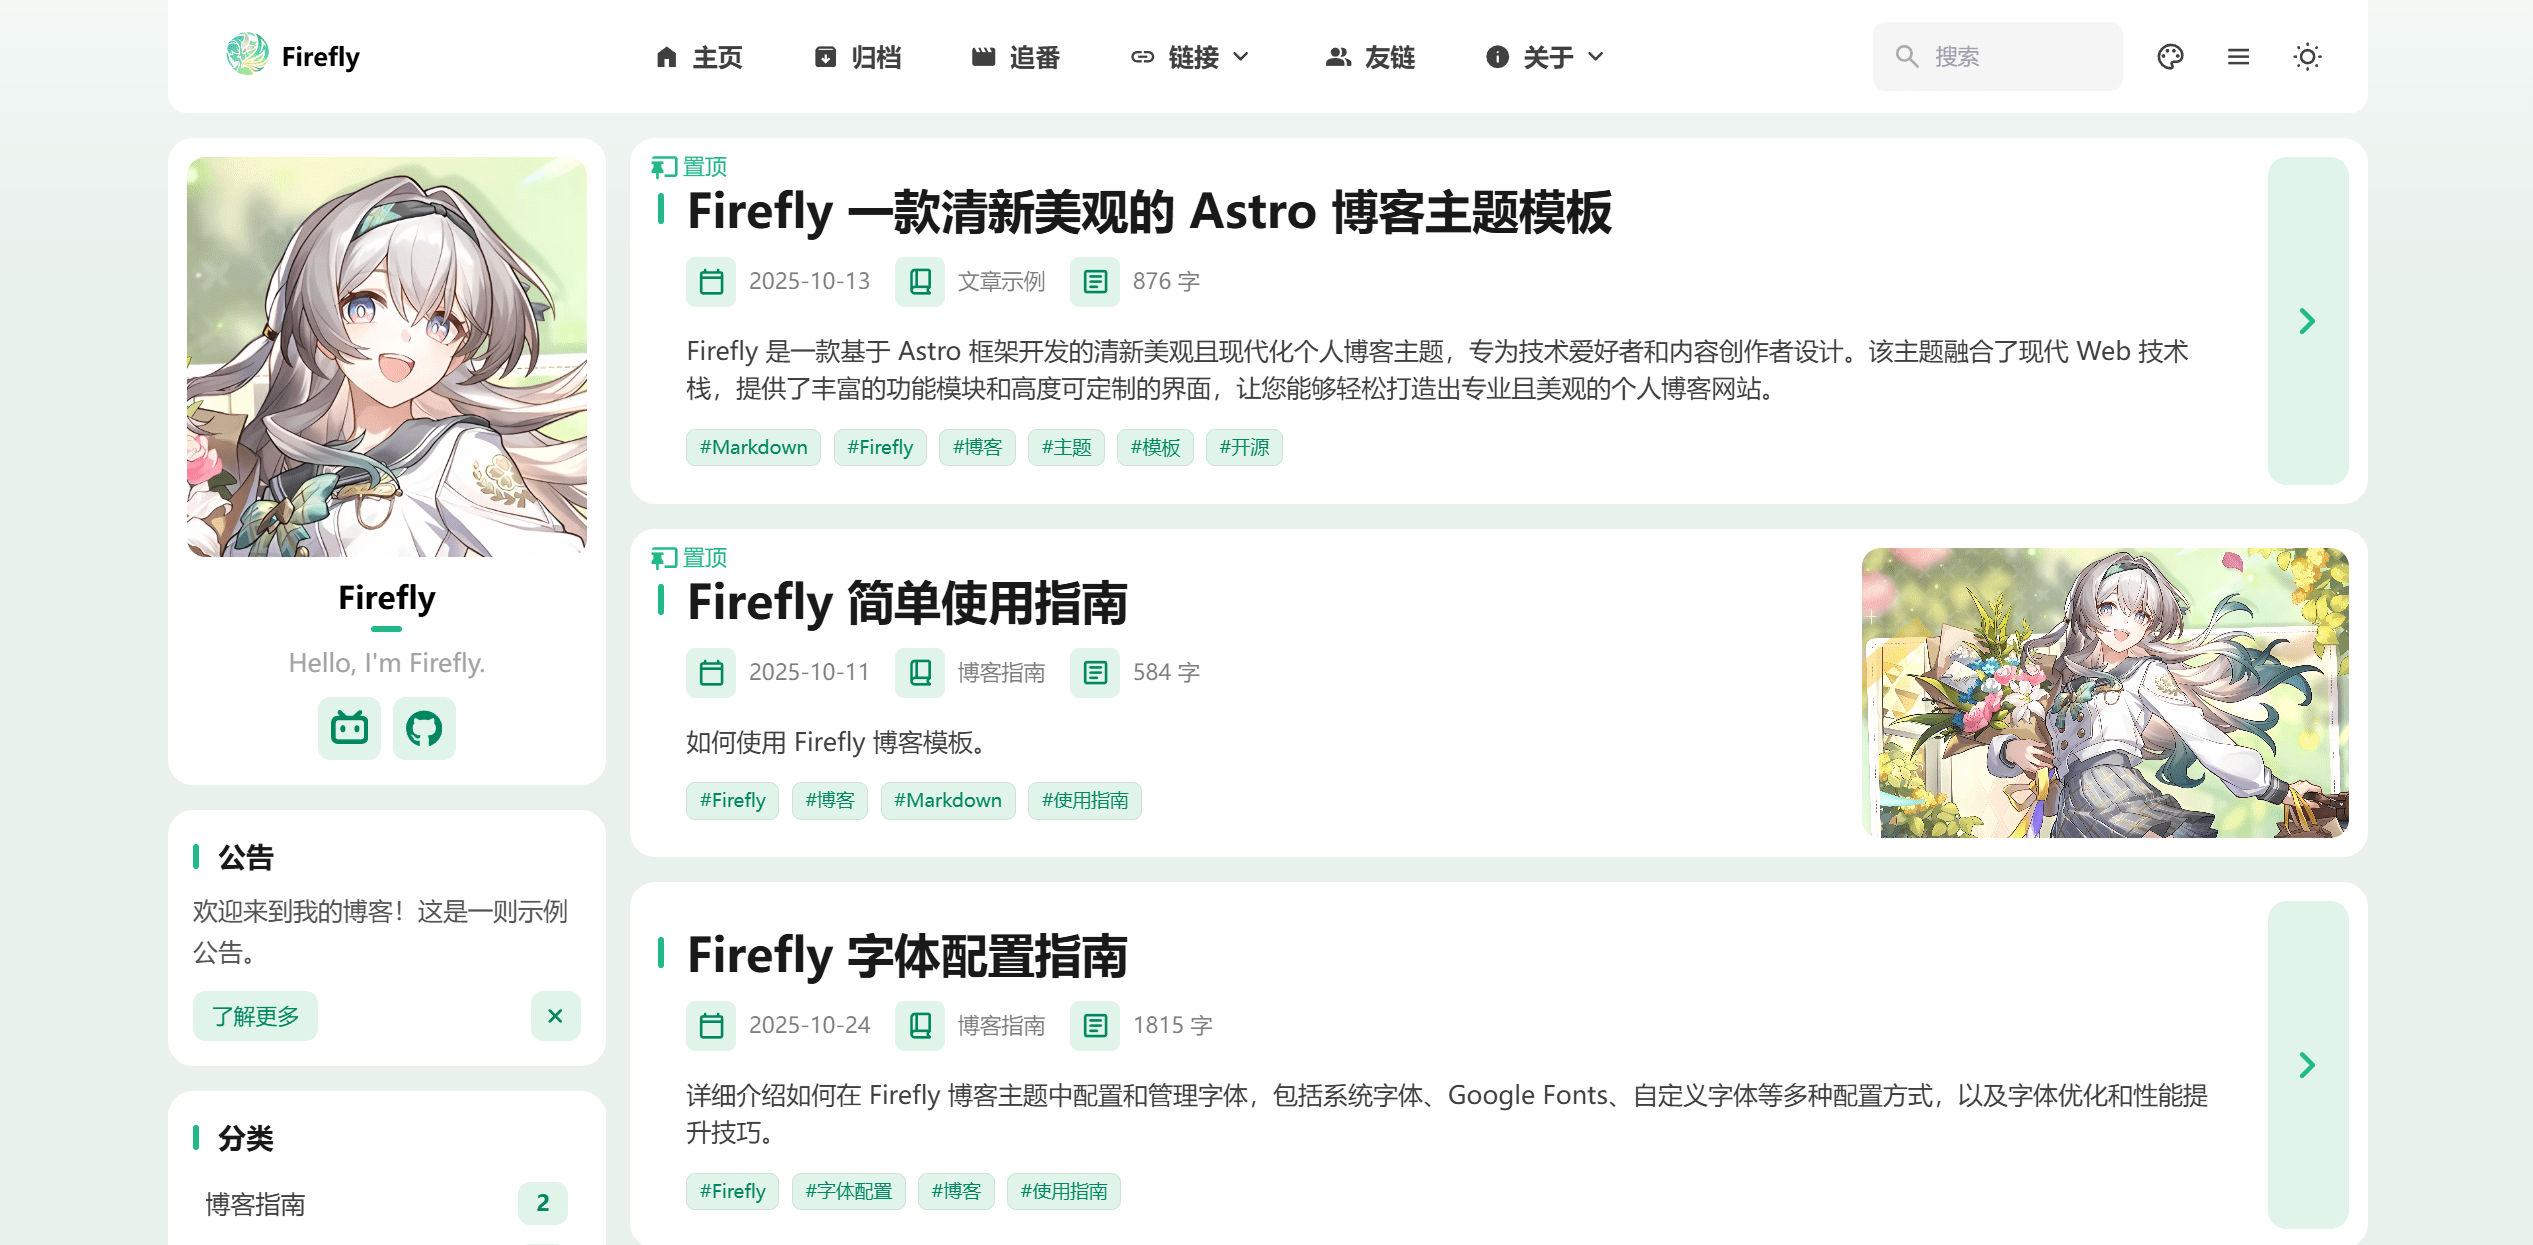 Firefly
主页
归档
追番
链接
友链
关于
搜索
Firefly
Hello, I'm Firefly.
公告
欢迎来到我的博客！这是一则示例
公告。
了解更多
分类
博客指南
2
置顶
Firefly 一款清新美观的 Astro 博客主题模板
2025-10-13
文章示例
876 字
Firefly 是一款基于 Astro 框架开发的清新美观且现代化个人博客主题，专为技术爱好者和内容创作者设计。该主题融合了现代 Web 技术
栈，提供了丰富的功能模块和高度可定制的界面，让您能够轻松打造出专业且美观的个人博客网站。
#Markdown
#Firefly
#博客
#主题
#模板
#开源
置顶
Firefly 简单使用指南
2025-10-11
博客指南
584 字
如何使用 Firefly 博客模板。
#Firefly
#博客
#Markdown
#使用指南
Firefly 字体配置指南
2025-10-24
博客指南
1815 字
详细介绍如何在 Firefly 博客主题中配置和管理字体，包括系统字体、Google Fonts、自定义字体等多种配置方式，以及字体优化和性能提
升技巧。
#Firefly
#字体配置
#博客
#使用指南